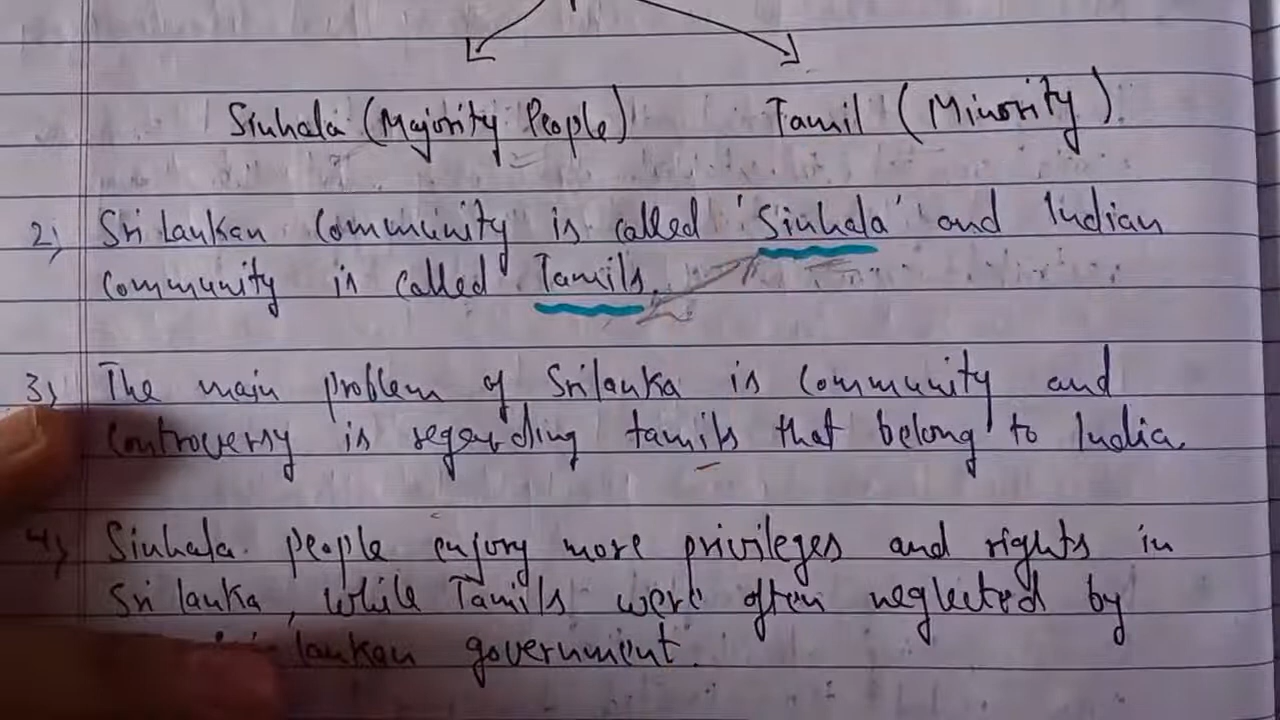 Sinhala (Majority People) Tamil (Minority)
2) Sri Lankan Community is called 'Sinhala' and Indian
Community is called Tamils.
3) The main problem of Srilanka is Community and
Controversy is regarding tamils that belong to India.
4) Sinhala people enjoy more privileges and rights in
Sri lanka, while Tamils were often neglected by
lankan government.